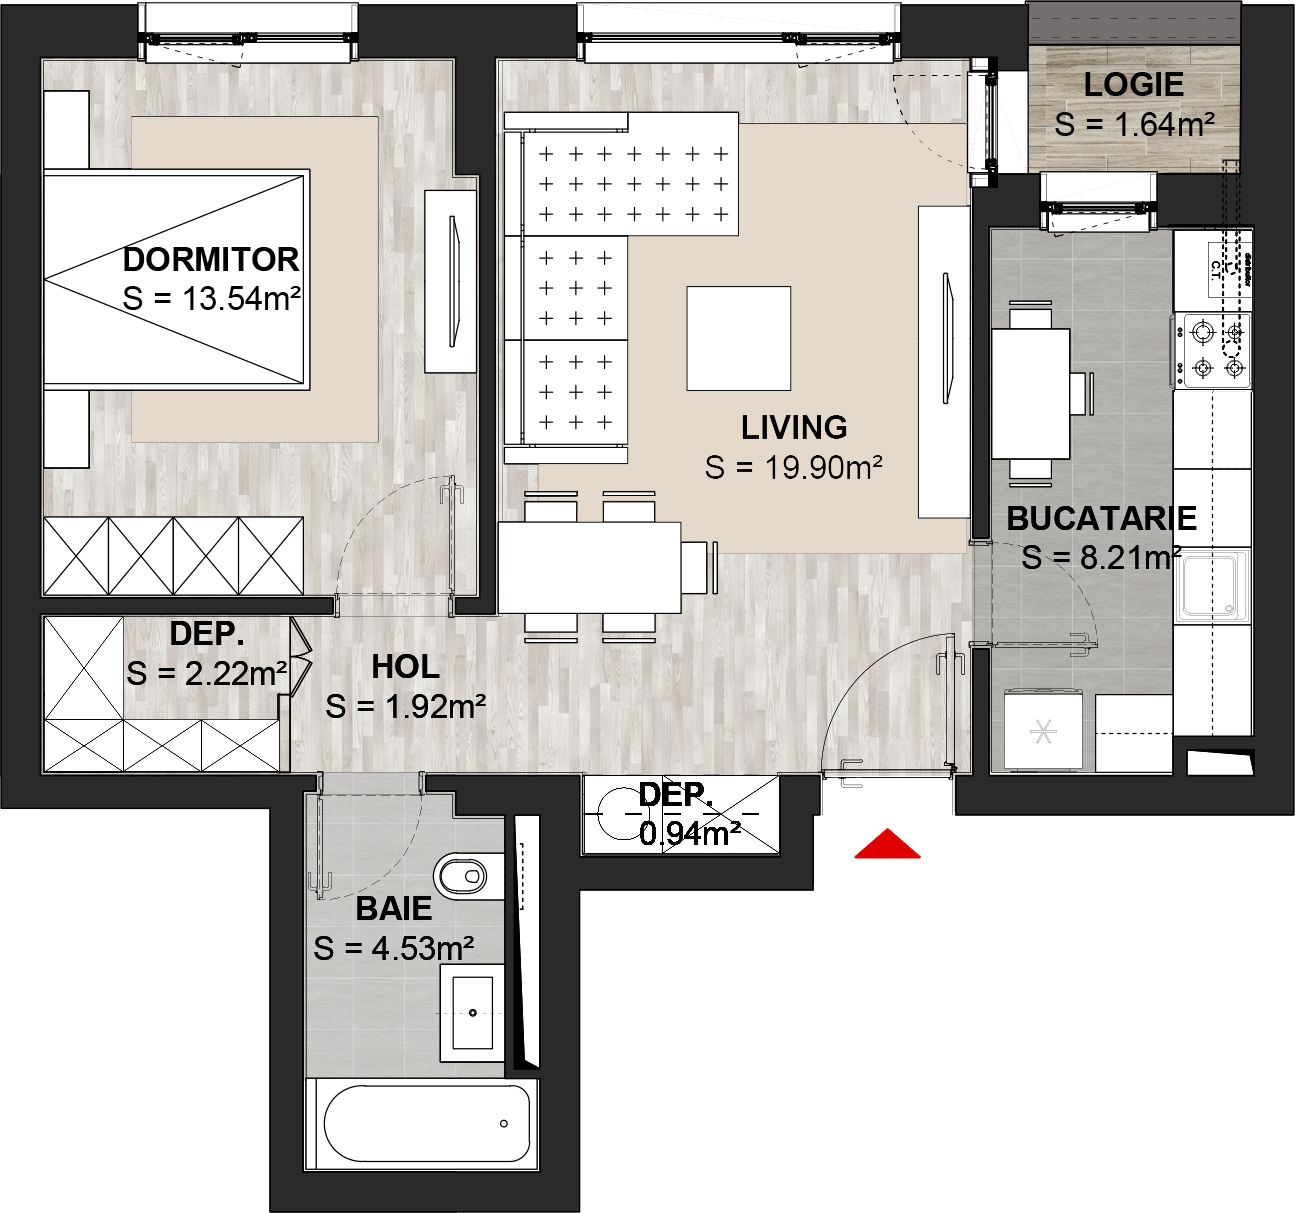 LOGIE
S = 1.64m²
DORMITOR
S = 13.54m²
C.T.
LIVING
S = 19.90m²
BUCATARIE
S = 8.21m²
DEP.
S = 2.22m²
HOL
S = 1.92m²
DEP.
0.94m²
BAIE
S = 4.53m²